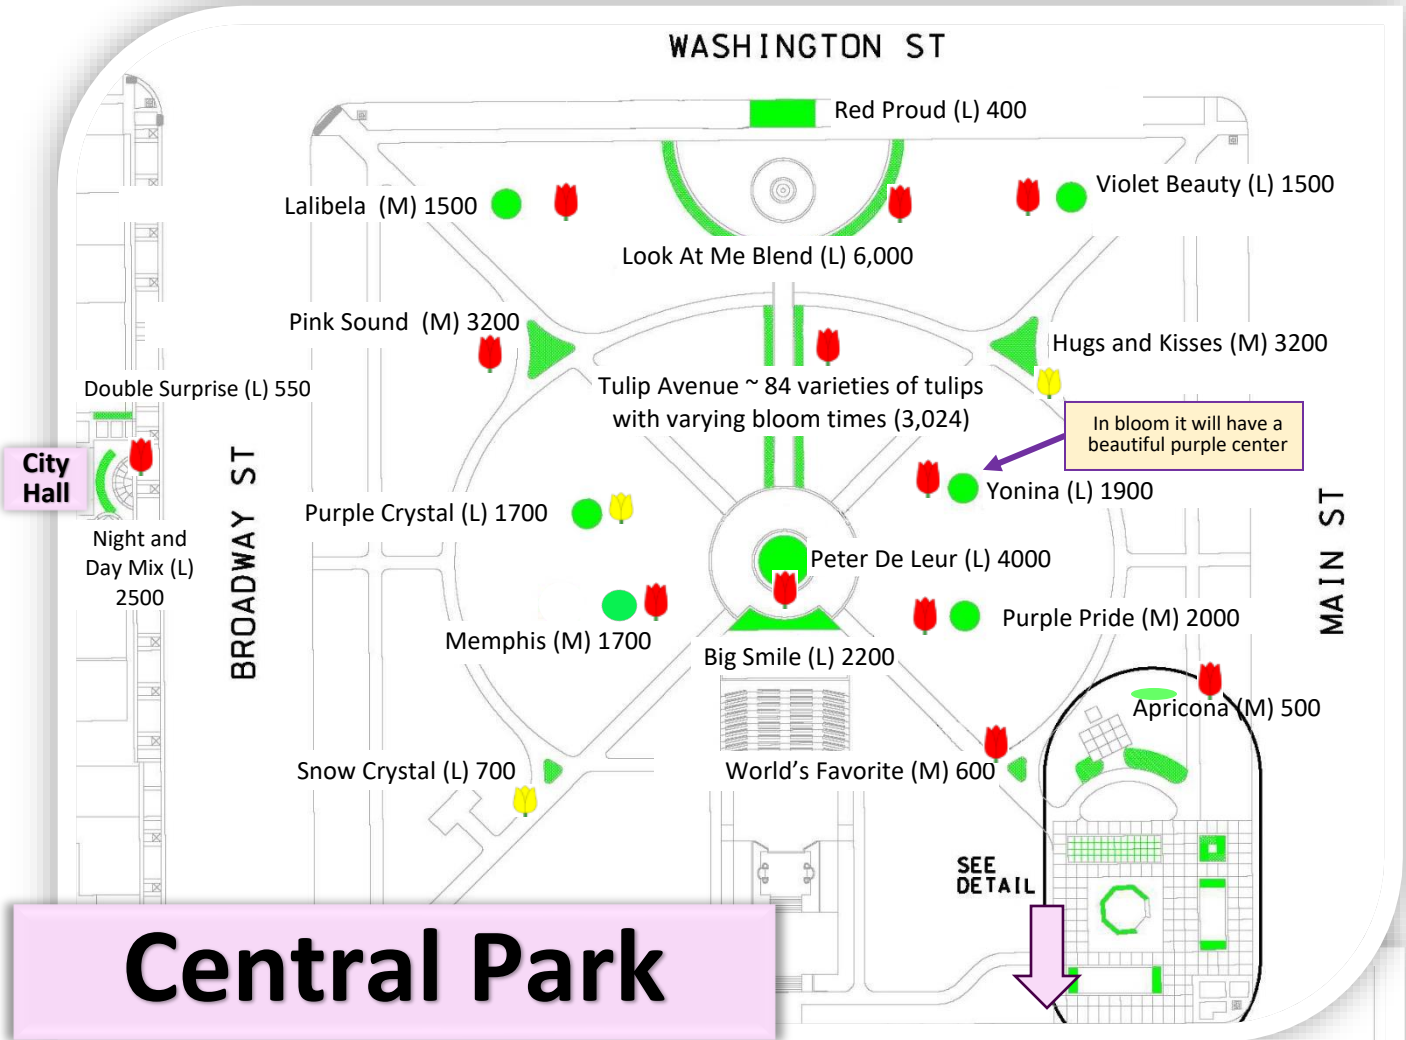 WASHINGTON ST
Red Proud (L) 400
Lalibela (M) 1500
Violet Beauty (L) 1500
Look At Me Blend (L) 6,000
Pink Sound (M) 3200
Hugs and Kisses (M) 3200
Double Surprise (L) 550
Tulip Avenue ~ 84 varieties of tulips
with varying bloom times (3,024)
In bloom it will have a
beautiful purple center
City
Hall
BROADWAY ST
MAIN ST
Yonina (L) 1900
Purple Crystal (L) 1700
Night and
Day Mix (L)
2500
Peter De Leur (L) 4000
Purple Pride (M) 2000
Memphis (M) 1700
Big Smile (L) 2200
Apricona (M) 500
Snow Crystal (L) 700
World's Favorite (M) 600
SEE
DETAIL
Central Park